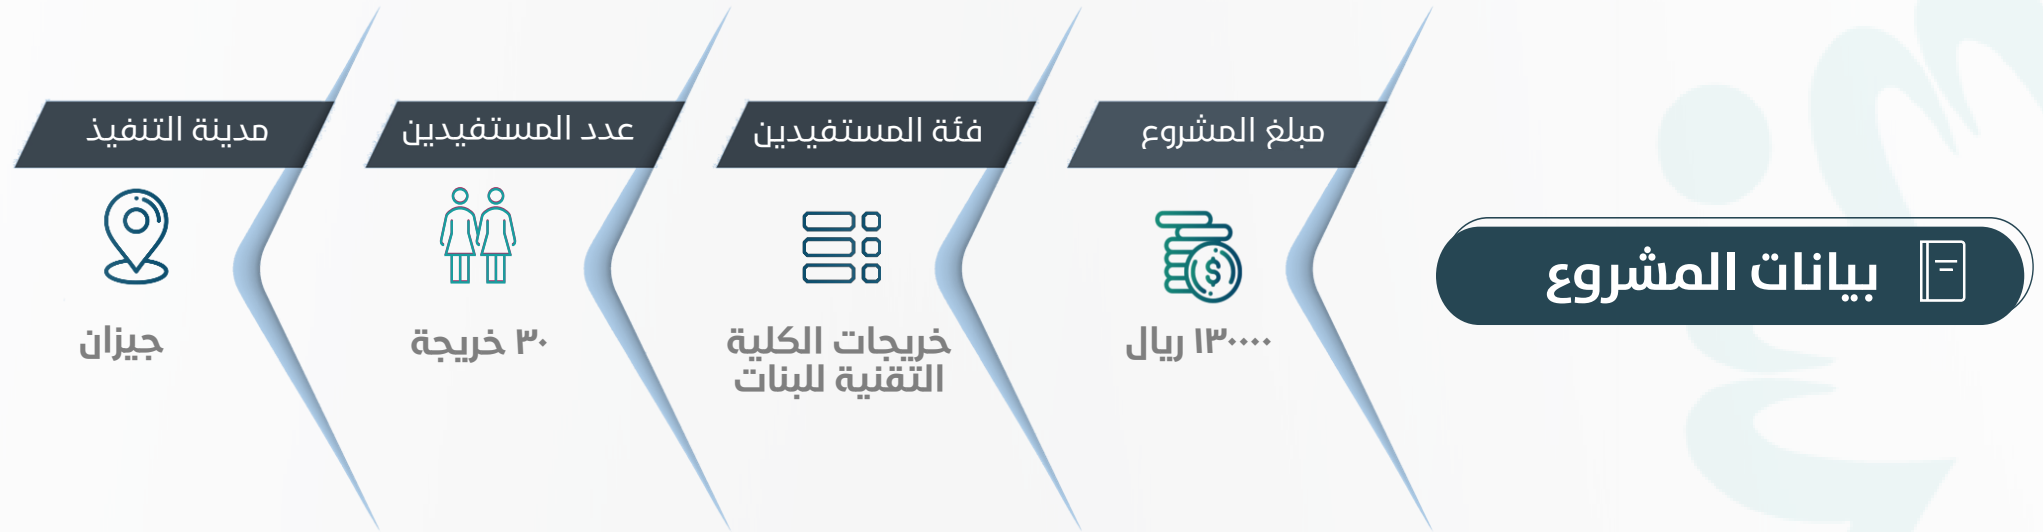 بيانات المشروع
مبلغ المشروع
١٣٠٠٠٠ ريال
فئة المستفيدين
خريجات الكلية
التقنية للبنات
عدد المستفيدين
٣٠ خريجة
مدينة التنفيذ
جيزان